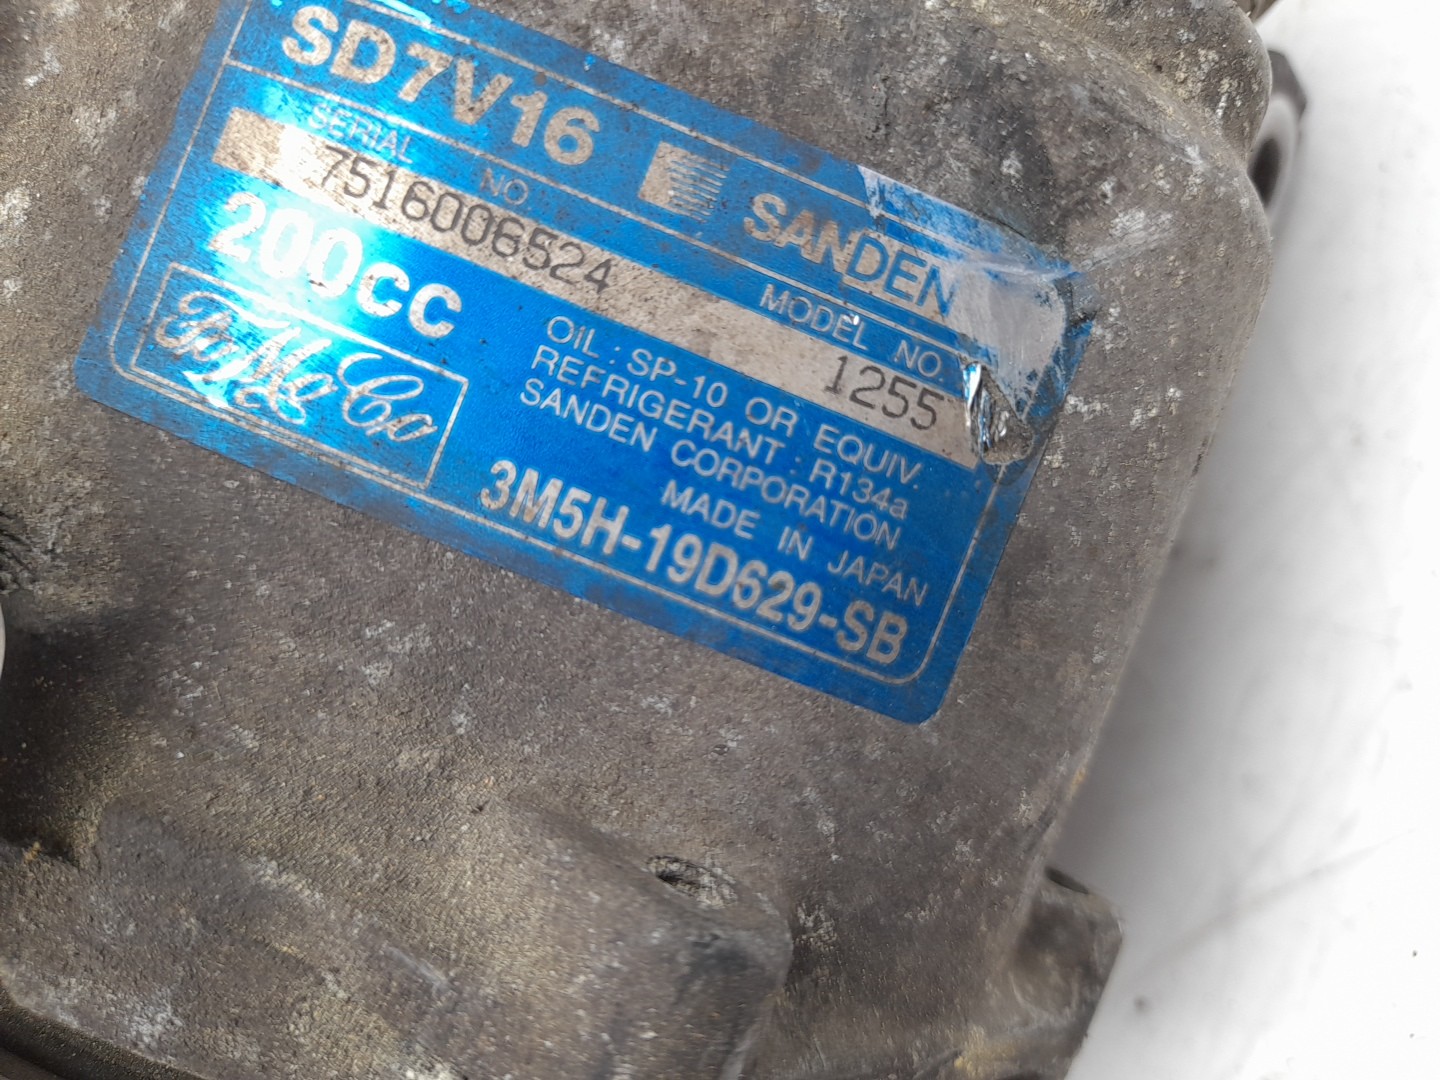 SD7V16 SANDEN
SERIAL NO. MODEL NO.
7516006524 1255
200cc
OIL : SP-10 OR EQUIV.
REFRIGERANT : R134a
SANDEN CORPORATION
MADE IN JAPAN
FoMoCo
3M5H-19D629-SB